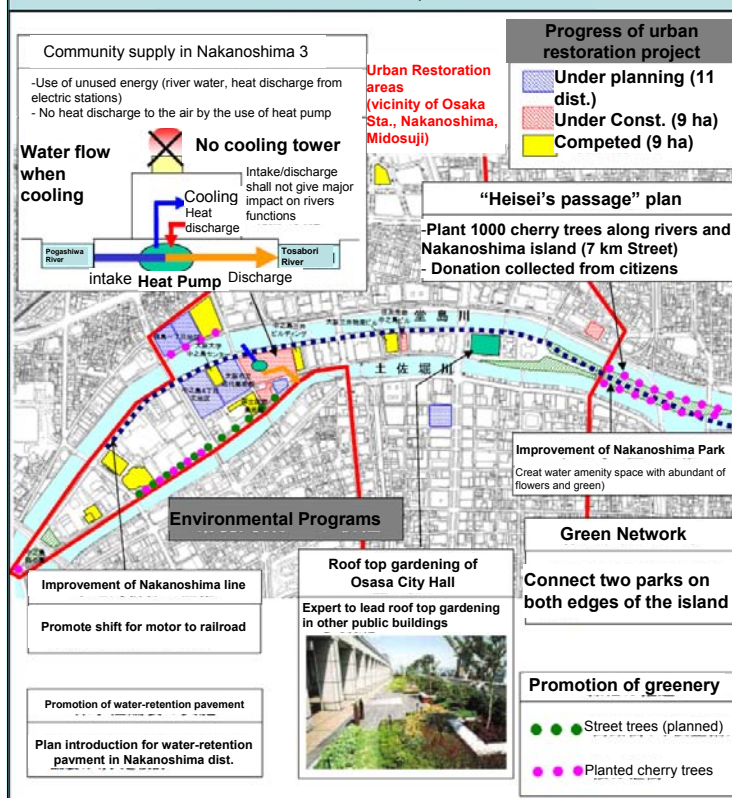 Community supply in Nakanoshima 3
-Use of unused energy (river water, heat discharge from
electric stations)
- No heat discharge to the air by the use of heat pump
Water flow
when
cooling
No cooling tower
Cooling
Heat
discharge
Intake/discharge
shall not give major
impact on rivers
functions
Pogashiwa
River
Tosabori
River
intake
Heat Pump
Discharge
Urban Restoration
areas
(vicinity of Osaka
Sta., Nakanoshima,
Midosuji)
Progress of urban
restoration project
Under planning (11
dist.)
Under Const. (9 ha)
Competed (9 ha)
“Heisei’s passage” plan
-Plant 1000 cherry trees along rivers and
Nakanoshima island (7 km Street)
- Donation collected from citizens
堂島川
土佐堀川
Improvement of Nakanoshima Park
Creat water amenity space with abundant of
flowers and green)
Environmental Programs
Green Network
Connect two parks on
both edges of the island
Improvement of Nakanoshima line
Promote shift for motor to railroad
Roof top gardening of
Osasa City Hall
Expert to lead roof top gardening
in other public buildings
Promotion of water-retention pavement
Plan introduction for water-retention
pavment in Nakanoshima dist.
Promotion of greenery
Street trees (planned)
Planted cherry trees